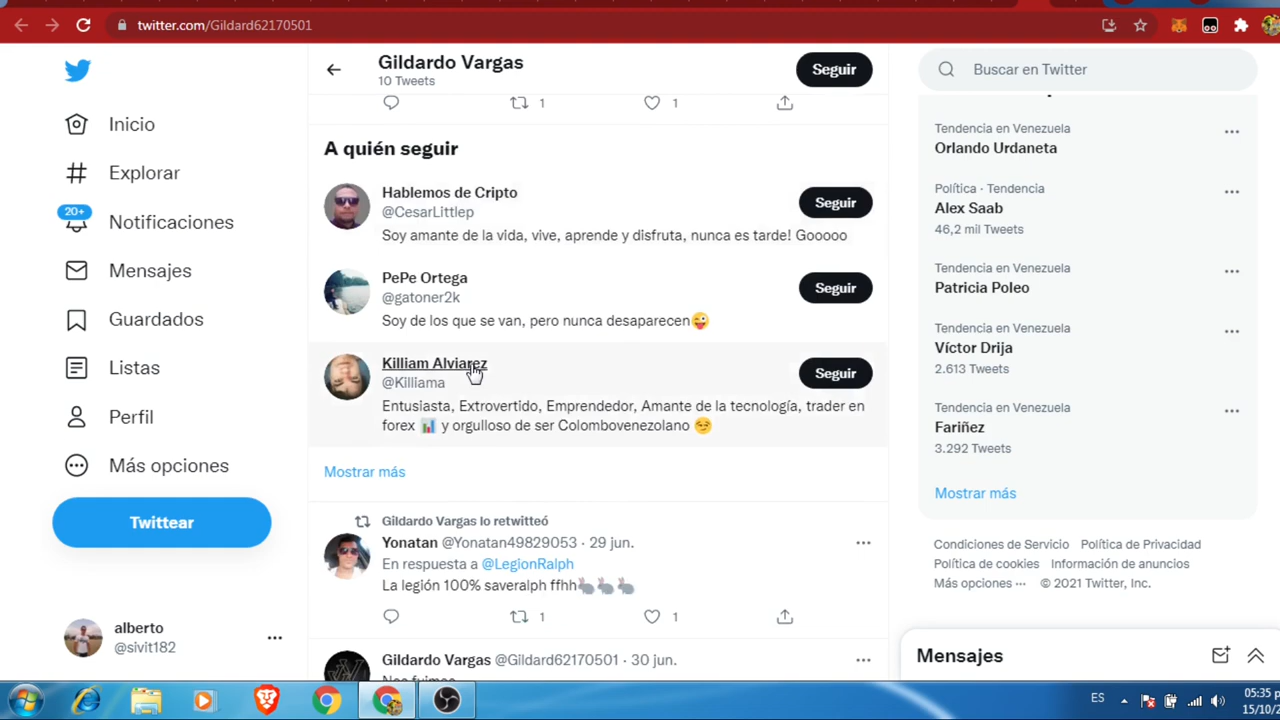 twitter.com/Gildard62170501
Inicio
Explorar
20+
Notificaciones
Mensajes
Guardados
Listas
Perfil
Más opciones
Twittear
alberto
@sivit182
Gildardo Vargas
10 Tweets
Seguir
1
1
A quién seguir
Hablemos de Cripto
@CesarLittlep
Seguir
Soy amante de la vida, vive, aprende y disfruta, nunca es tarde! Gooooo
PePe Ortega
@gatoner2k
Seguir
Soy de los que se van, pero nunca desaparecen😜
Killiam Alviarez
@Killiama
Seguir
Entusiasta, Extrovertido, Emprendedor, Amante de la tecnología, trader en
forex 📊 y orgulloso de ser Colombovenezolano 😏
Mostrar más
Gildardo Vargas lo retwitteó
Yonatan @Yonatan49829053 · 29 jun.
En respuesta a @LegionRalph
La legión 100% saveralph ffhh🐇🐇🐇
1
1
Gildardo Vargas @Gildard62170501 · 30 jun.
Buscar en Twitter
Tendencia en Venezuela
Orlando Urdaneta
Política · Tendencia
Alex Saab
46,2 mil Tweets
Tendencia en Venezuela
Patricia Poleo
Tendencia en Venezuela
Víctor Drija
2.613 Tweets
Tendencia en Venezuela
Fariñez
3.292 Tweets
Mostrar más
Condiciones de Servicio Política de Privacidad
Política de cookies Información de anuncios
Más opciones ··· © 2021 Twitter, Inc.
Mensajes
ES
05:35 p
15/10/2